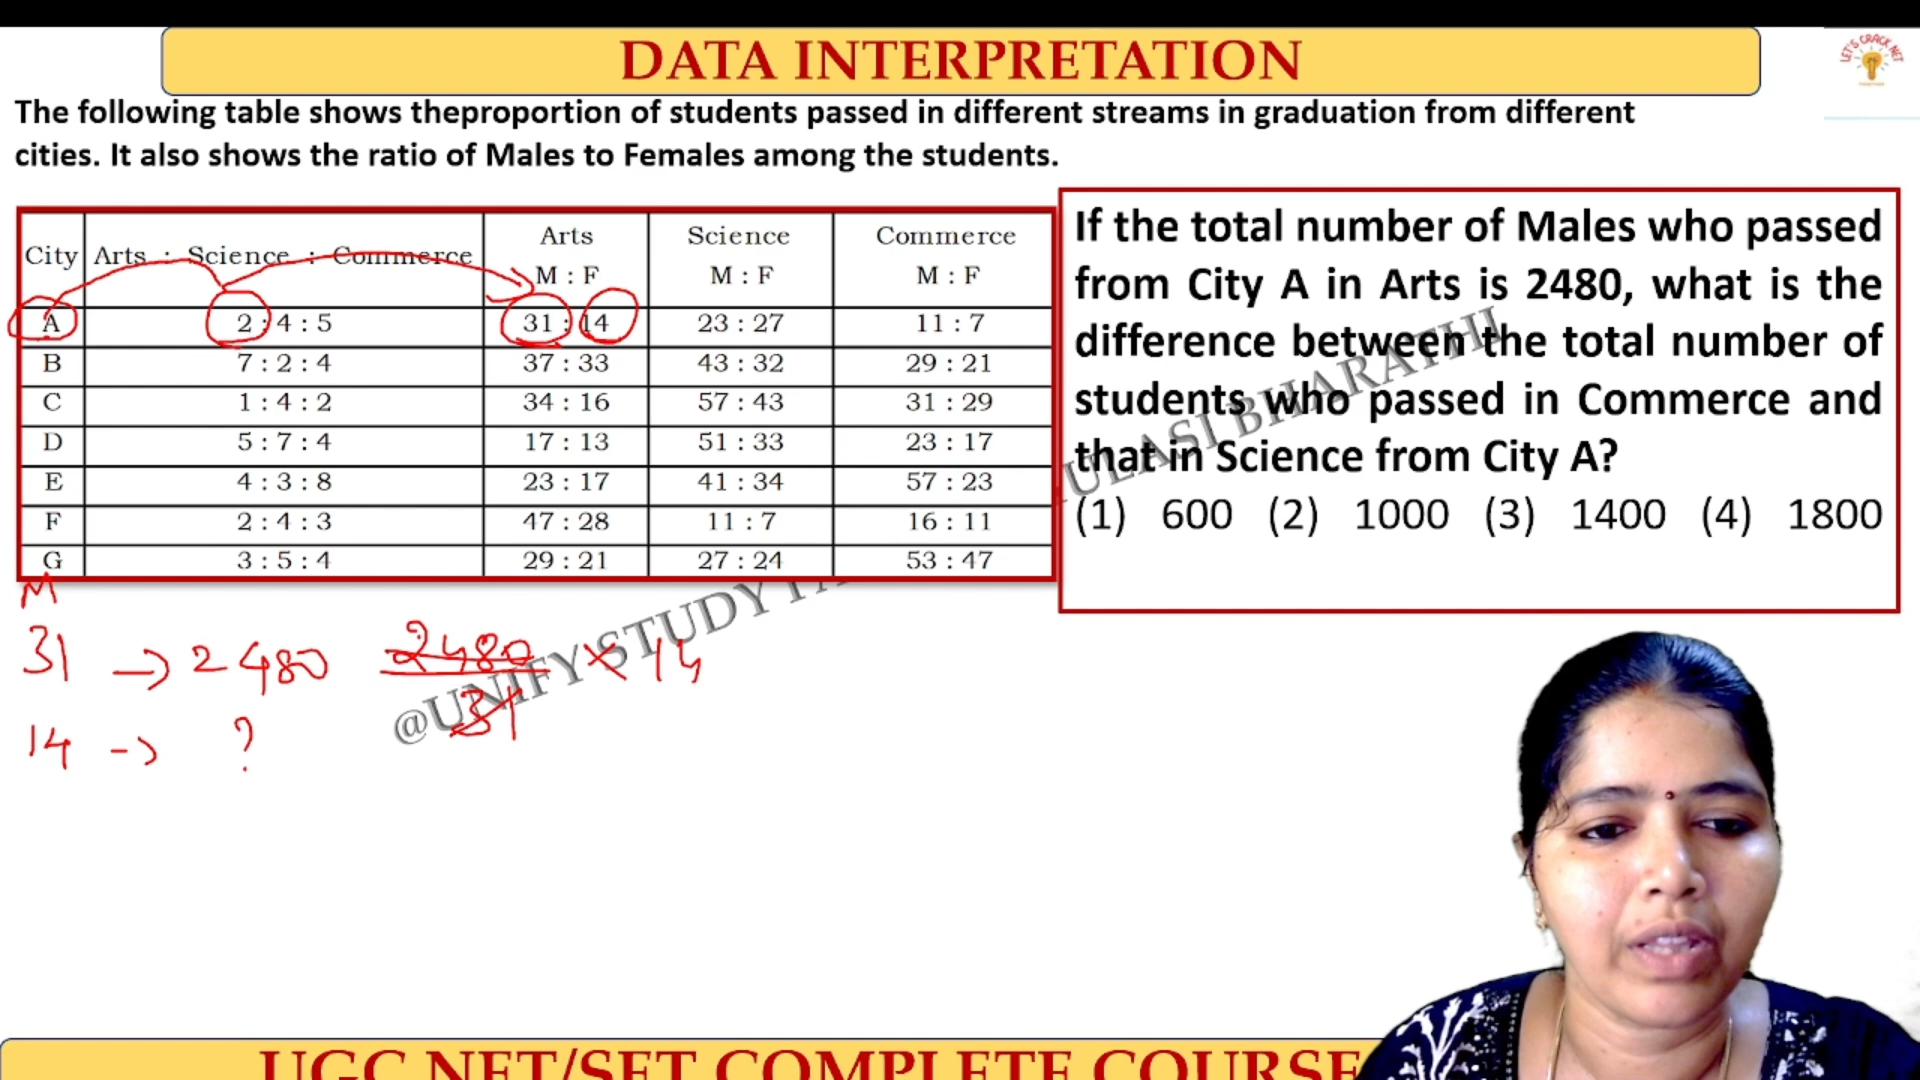 DATA INTERPRETATION
LET'S CRACK NET
The following table shows theproportion of students passed in different streams in graduation from different
cities. It also shows the ratio of Males to Females among the students.
City Arts : Science : Commerce Arts M : F Science M : F Commerce M : F
A 2 : 4 : 5 31 : 14 23 : 27 11 : 7
B 7 : 2 : 4 37 : 33 43 : 32 29 : 21
C 1 : 4 : 2 34 : 16 57 : 43 31 : 29
D 5 : 7 : 4 17 : 13 51 : 33 23 : 17
E 4 : 3 : 8 23 : 17 41 : 34 57 : 23
F 2 : 4 : 3 47 : 28 11 : 7 16 : 11
G 3 : 5 : 4 29 : 21 27 : 24 53 : 47
If the total number of Males who passed
from City A in Arts is 2480, what is the
difference between the total number of
students who passed in Commerce and
that in Science from City A?
(1) 600 (2) 1000 (3) 1400 (4) 1800
M
31 → 2480 2480/31 × 14
14 → ?
@UNIFY STUDY
BHARATHI
UGC NET/SET COMPLETE COURSE